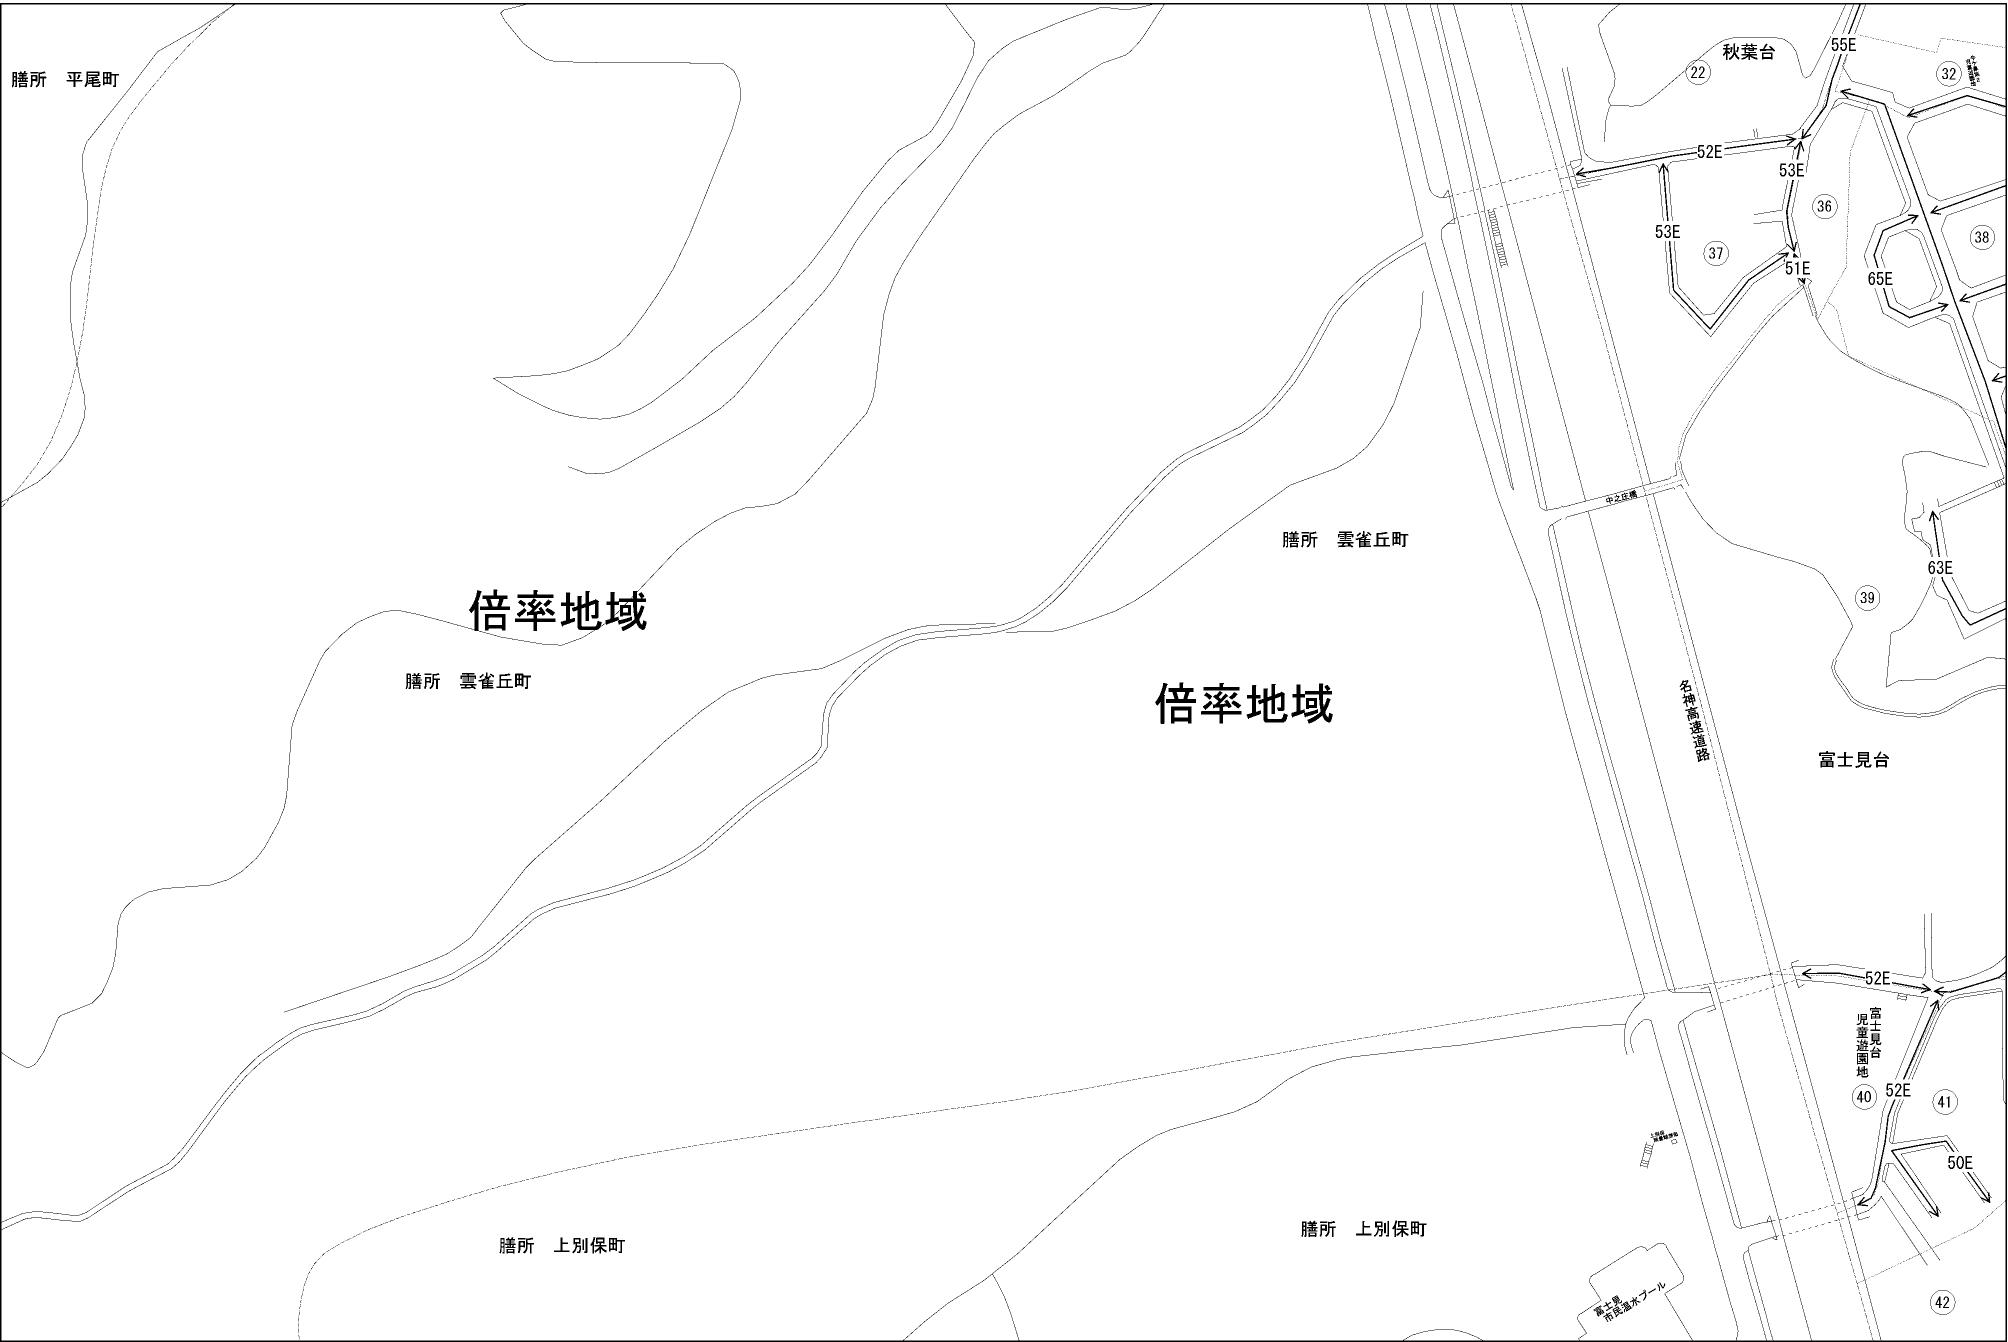 膳所　平尾町
秋葉台
55E
22
32
52E
53E
36
53E
37
38
51E
65E
中之庄橋
膳所　雲雀丘町
63E
39
倍率地域
膳所　雲雀丘町
倍率地域
名神高速道路
富士見台
52E
富士見台
児童遊園地
52E
40
41
50E
膳所　上別保町
膳所　上別保町
富士見
市民温水プール
42